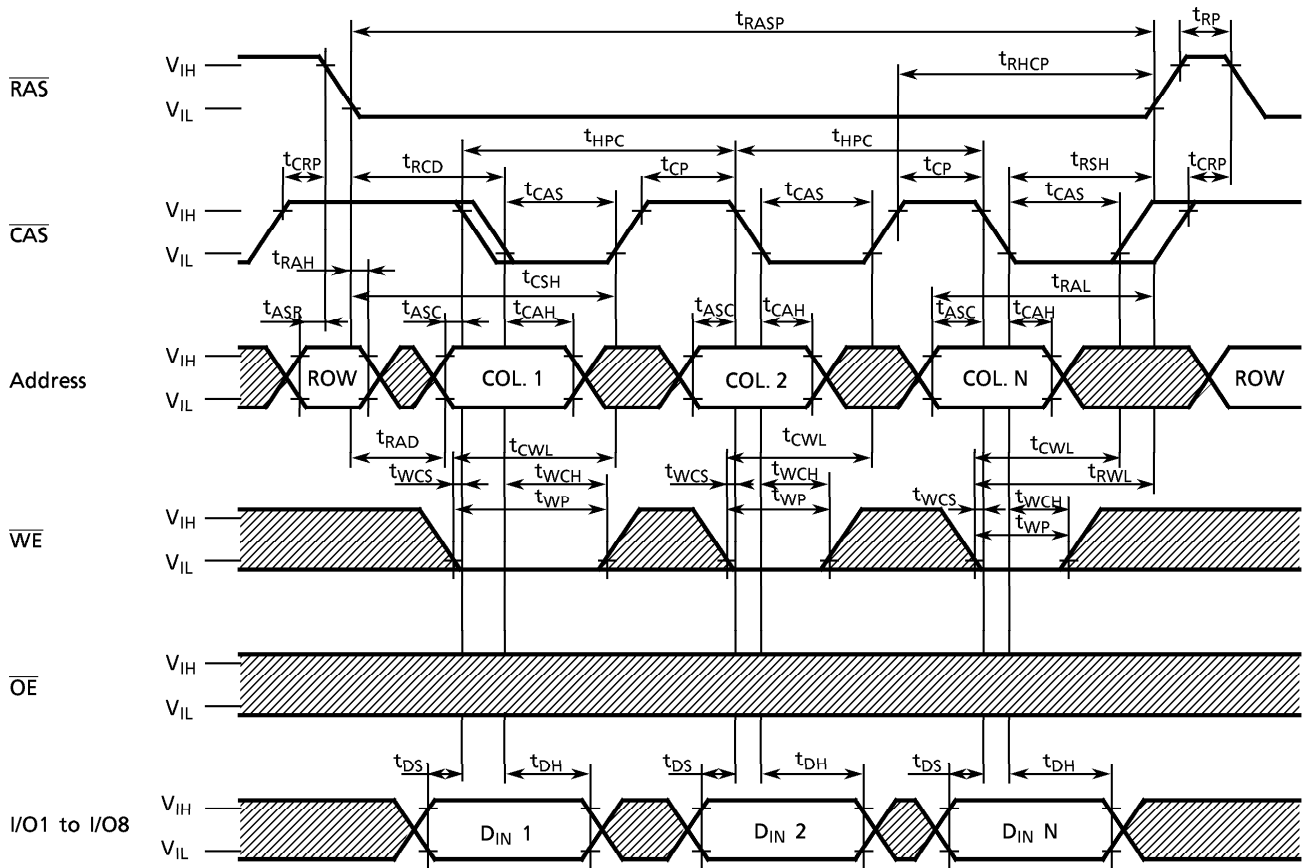 tRASP
tRP
tRHCP
RAS
VIH
VIL
tHPC
tHPC
tCRP
tRCD
tCP
tCP
tRSH
tCRP
tCAS
tCAS
tCAS
CAS
VIH
VIL
tRAH
tCSH
tRAL
tASR
tASC
tCAH
tASC
tCAH
tASC
tCAH
Address
VIH
VIL
ROW
COL. 1
COL. 2
COL. N
ROW
tRAD
tCWL
tCWL
tCWL
tWCS
tWCH
tWCS
tWCH
tRWL
tWP
tWP
tWCS
tWCH
tWP
WE
VIH
VIL
OE
VIH
VIL
tDS
tDH
tDS
tDH
tDS
tDH
I/O1 to I/O8
VIH
VIL
DIN 1
DIN 2
DIN N